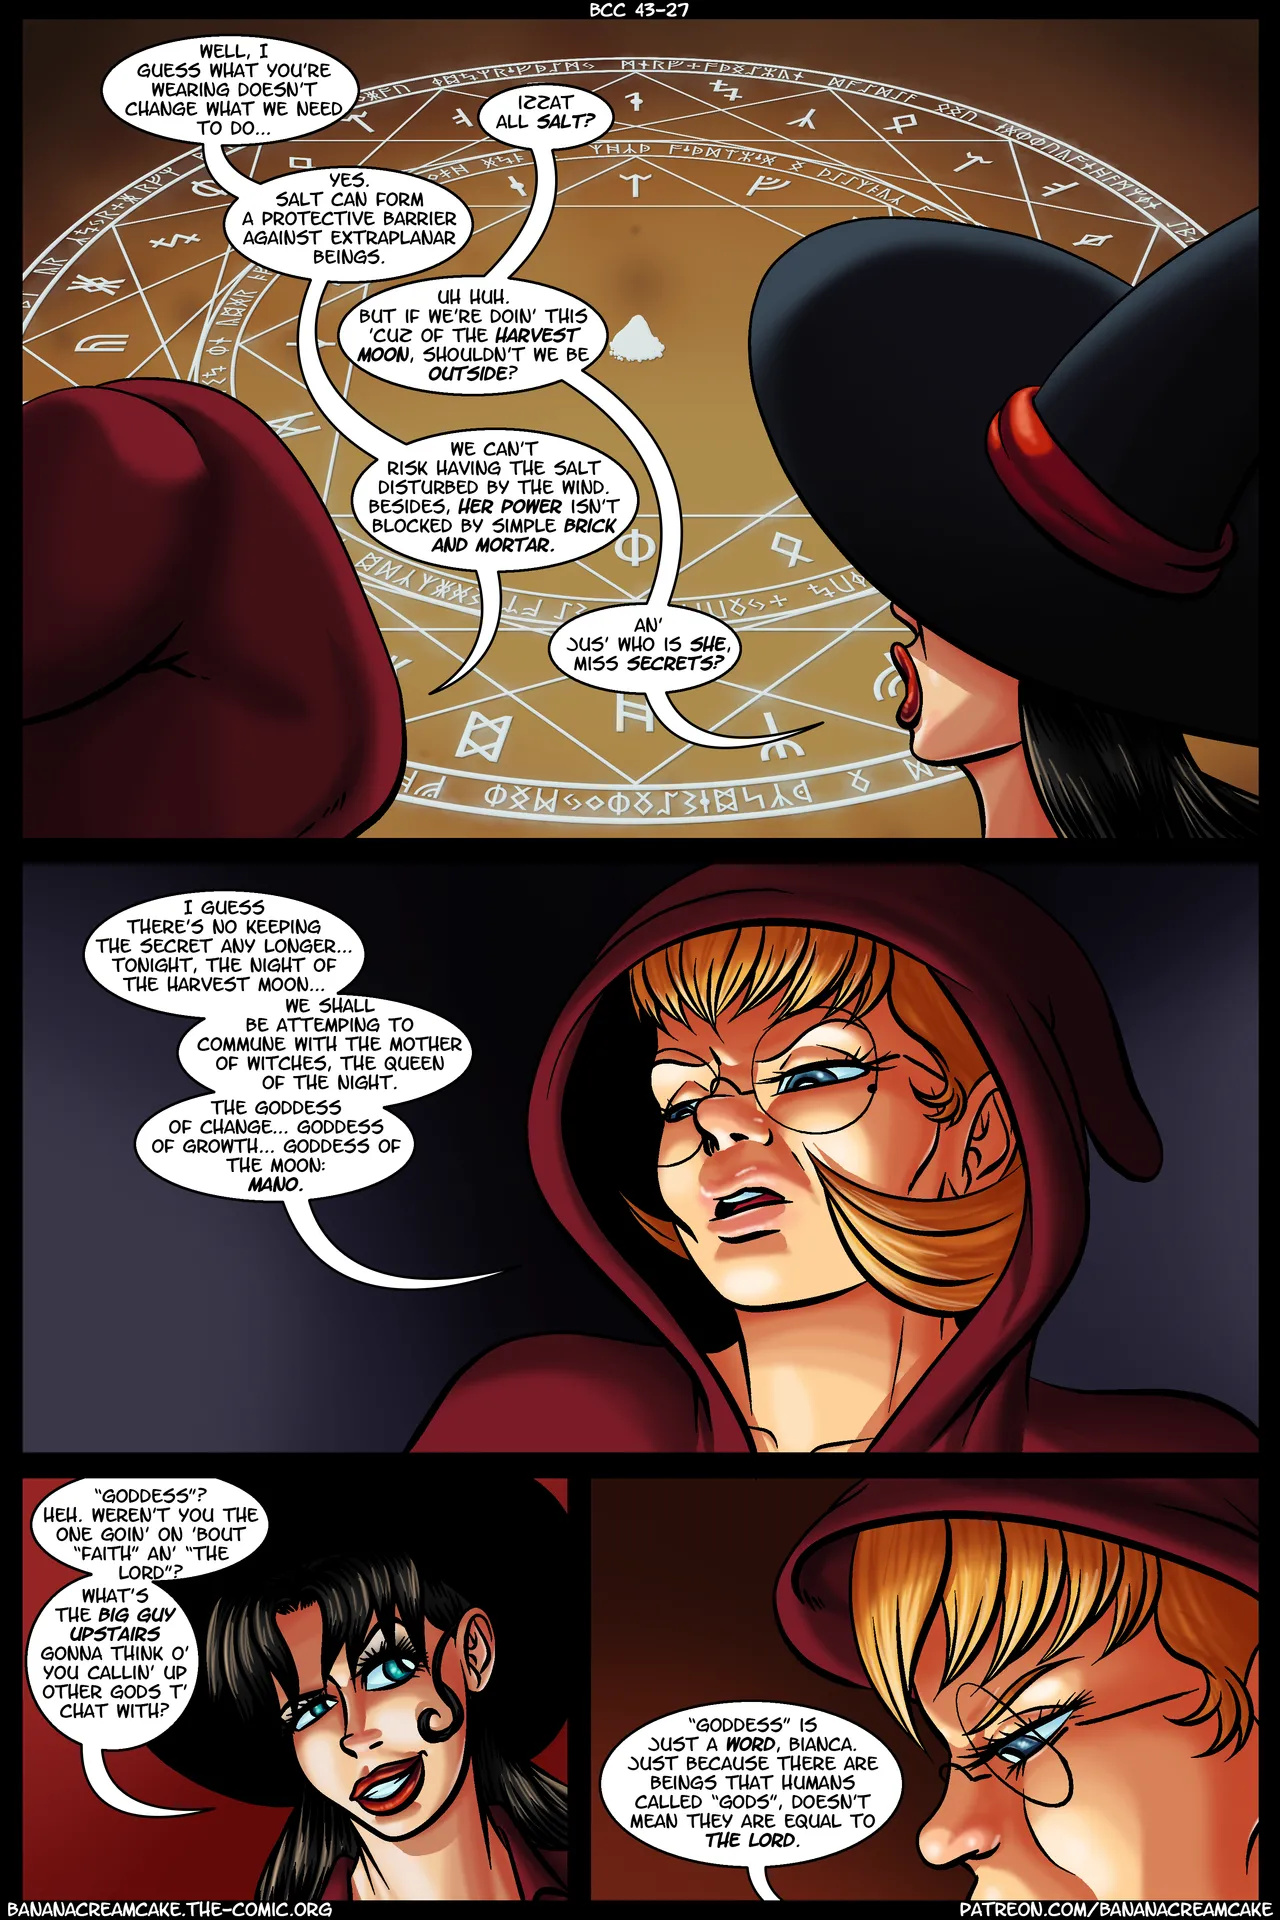 BCC 43-27
WELL, I
GUESS WHAT YOU'RE
WEARING DOESN'T
CHANGE WHAT WE NEED
TO DO...
IZZAT
ALL SALT?
YES.
SALT CAN FORM
A PROTECTIVE BARRIER
AGAINST EXTRAPLANAR
BEINGS.
UH HUH.
BUT IF WE'RE DOIN' THIS
'CUZ OF THE HARVEST
MOON, SHOULDN'T WE BE
OUTSIDE?
WE CAN'T
RISK HAVING THE SALT
DISTURBED BY THE WIND.
BESIDES, HER POWER ISN'T
BLOCKED BY SIMPLE BRICK
AND MORTAR.
AN'
JUS' WHO IS SHE,
MISS SECRETS?
I GUESS
THERE'S NO KEEPING
THE SECRET ANY LONGER...
TONIGHT, THE NIGHT OF
THE HARVEST MOON...
WE SHALL
BE ATTEMPING TO
COMMUNE WITH THE MOTHER
OF WITCHES, THE QUEEN
OF THE NIGHT.
THE GODDESS
OF CHANGE... GODDESS
OF GROWTH... GODDESS OF
THE MOON:
MANO.
"GODDESS"?
HEH. WEREN'T YOU THE
ONE GOIN' ON 'BOUT
"FAITH" AN' "THE
LORD"?
WHAT'S
THE BIG GUY
UPSTAIRS
GONNA THINK O'
YOU CALLIN' UP
OTHER GODS T'
CHAT WITH?
"GODDESS" IS
JUST A WORD, BIANCA.
JUST BECAUSE THERE ARE
BEINGS THAT HUMANS
CALLED "GODS", DOESN'T
MEAN THEY ARE EQUAL TO
THE LORD.
BANANACREAMCAKE.THE-COMIC.ORG
PATREON.COM/BANANACREAMCAKE